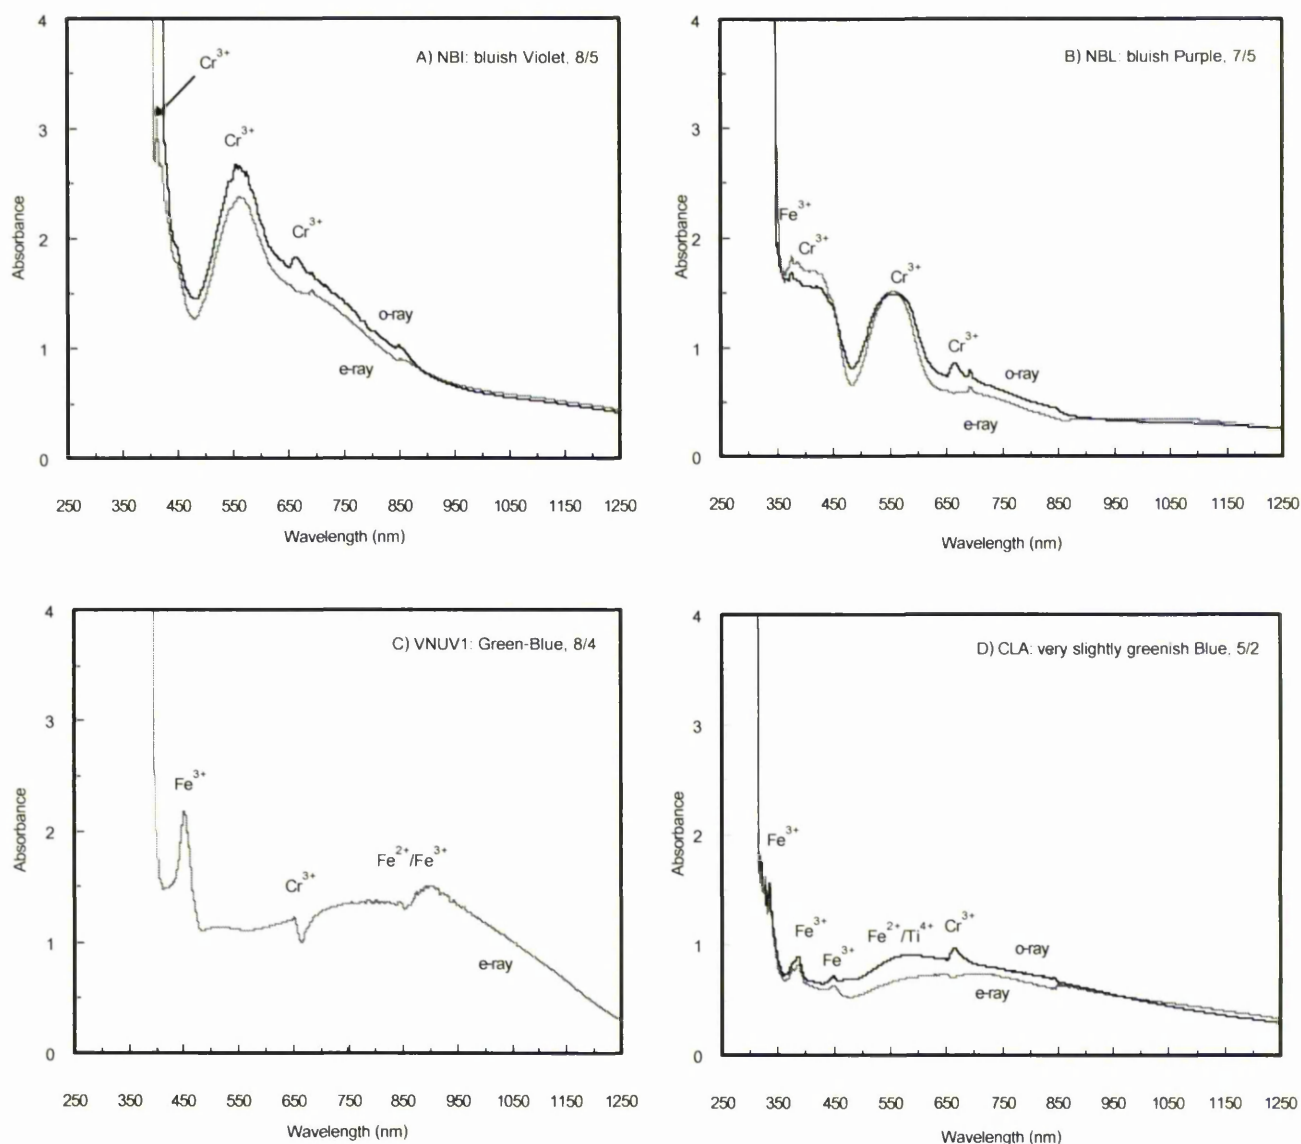 A) NBI: bluish Violet, 8/5
4
3
2
1
0
Absorbance
Cr³⁺
Cr³⁺
Cr³⁺
o-ray
e-ray
250 350 450 550 650 750 850 950 1050 1150 1250
Wavelength (nm)
B) NBL: bluish Purple, 7/5
4
3
2
1
0
Absorbance
Fe³⁺
Cr³⁺
Cr³⁺
Cr³⁺
o-ray
e-ray
250 350 450 550 650 750 850 950 1050 1150 1250
Wavelength (nm)
C) VNUV1: Green-Blue, 8/4
4
3
2
1
0
Absorbance
Fe³⁺
Cr³⁺
Fe²⁺/Fe³⁺
e-ray
250 350 450 550 650 750 850 950 1050 1150 1250
Wavelength (nm)
D) CLA: very slightly greenish Blue, 5/2
4
3
2
1
0
Absorbance
Fe³⁺
Fe³⁺
Fe³⁺
Fe²⁺/Ti⁴⁺
Cr³⁺
o-ray
e-ray
250 350 450 550 650 750 850 950 1050 1150 1250
Wavelength (nm)